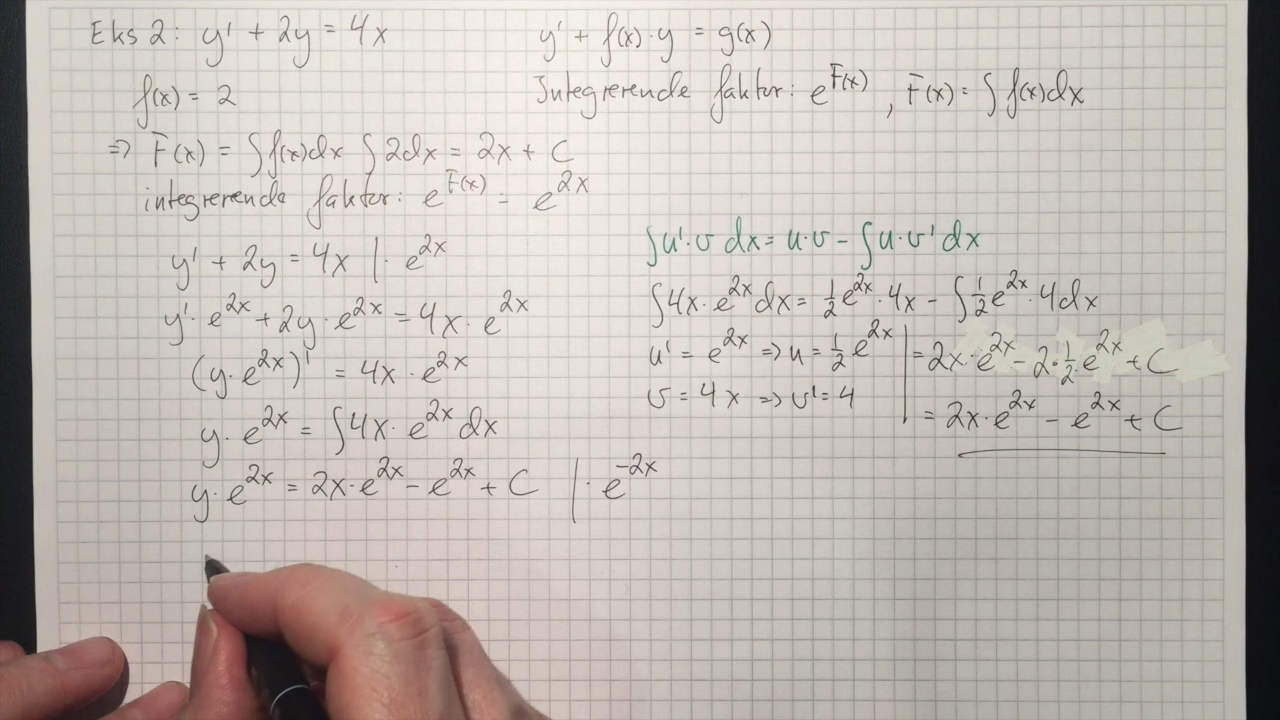 Eks 2: y' + 2y = 4x
f(x) = 2
⇒ F(x) = ∫f(x)dx ∫2dx = 2x + C
integrerende faktor: e^{F(x)} = e^{2x}
y' + 2y = 4x | · e^{2x}
y' · e^{2x} + 2y · e^{2x} = 4x · e^{2x}
(y · e^{2x})' = 4x · e^{2x}
y · e^{2x} = ∫4x · e^{2x} dx
y · e^{2x} = 2x · e^{2x} - e^{2x} + C | · e^{-2x}
y' + f(x) · y = g(x)
Integrerende faktor: e^{F(x)}, F(x) = ∫f(x)dx
∫u' · v dx = u · v - ∫u · v' dx
∫4x · e^{2x} dx = ½e^{2x} · 4x - ∫½e^{2x} · 4dx
u' = e^{2x} ⇒ u = ½e^{2x}
v = 4x ⇒ v' = 4
= 2x · e^{2x} - 2 · ½ e^{2x} + C
= 2x · e^{2x} - e^{2x} + C